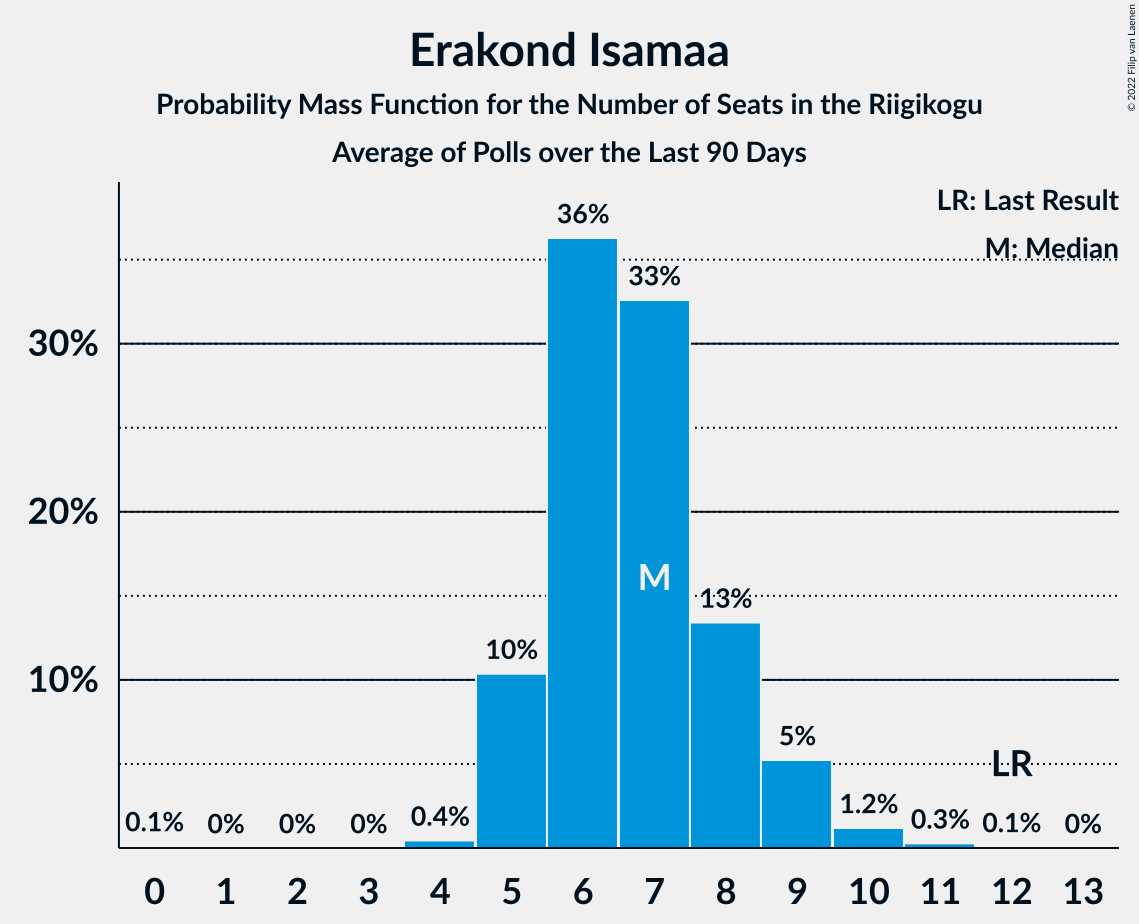 Erakond Isamaa
Probability Mass Function for the Number of Seats in the Riigikogu
Average of Polls over the Last 90 Days
© 2022 Filip van Laenen
LR: Last Result
M: Median
36%
33%
30%
20%
M
13%
10%
10%
5%
LR
0.1% 0% 0% 0% 0.4% 1.2% 0.3% 0.1% 0%
0 1 2 3 4 5 6 7 8 9 10 11 12 13